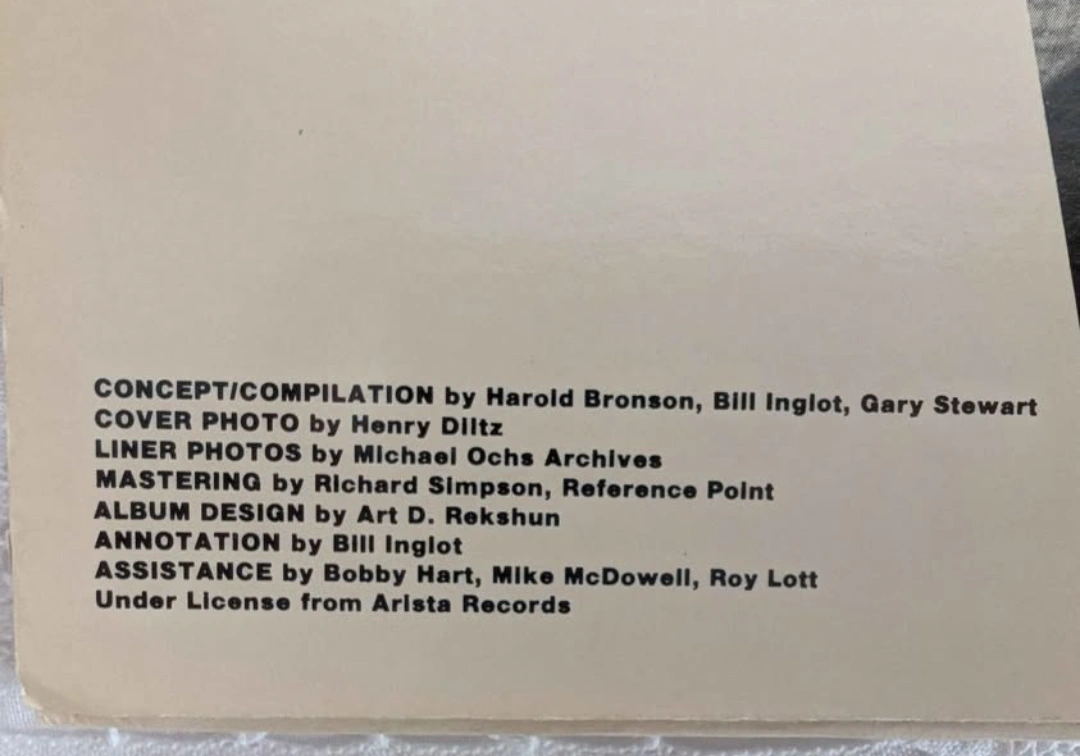 CONCEPT/COMPILATION by Harold Bronson, Bill Inglot, Gary Stewart
COVER PHOTO by Henry Diltz
LINER PHOTOS by Michael Ochs Archives
MASTERING by Richard Simpson, Reference Point
ALBUM DESIGN by Art D. Rekshun
ANNOTATION by Bill Inglot
ASSISTANCE by Bobby Hart, Mike McDowell, Roy Lott
Under License from Arista Records